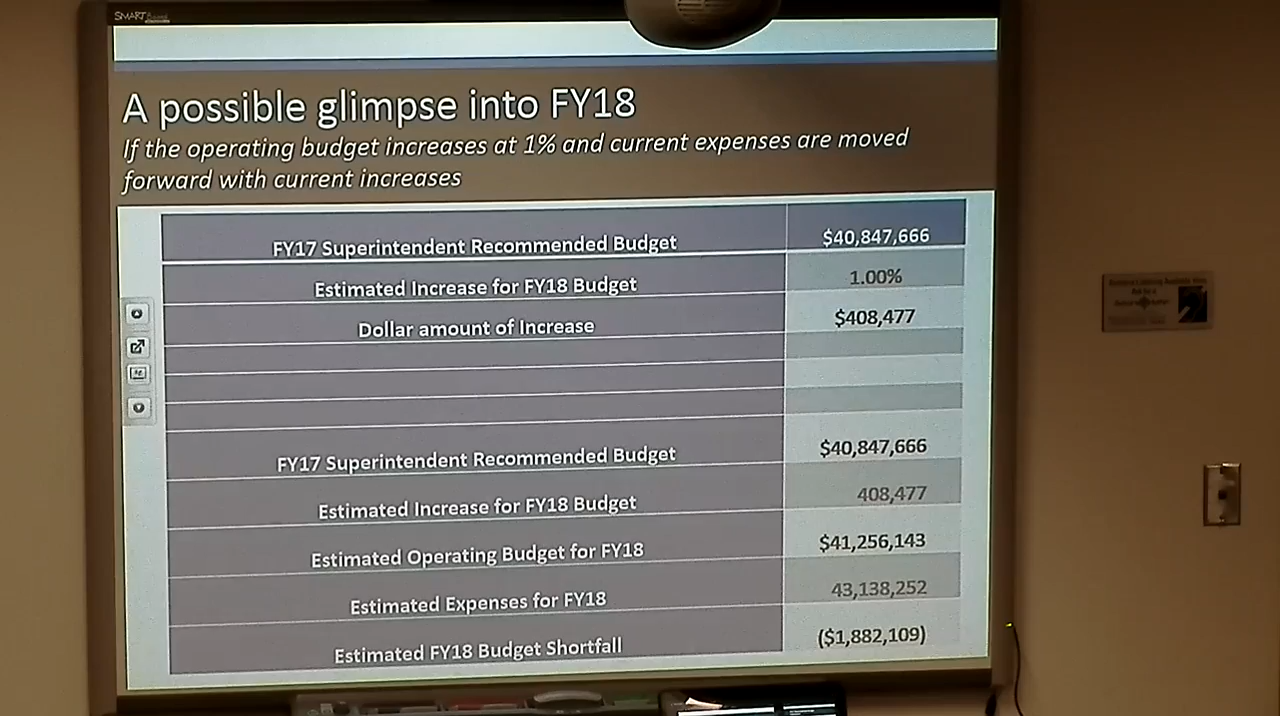 SMART Board
A possible glimpse into FY18
If the operating budget increases at 1% and current expenses are moved
forward with current increases
FY17 Superintendent Recommended Budget $40,847,666
Estimated Increase for FY18 Budget 1.00%
Dollar amount of Increase $408,477
FY17 Superintendent Recommended Budget $40,847,666
Estimated Increase for FY18 Budget 408,477
Estimated Operating Budget for FY18 $41,256,143
Estimated Expenses for FY18 43,138,252
Estimated FY18 Budget Shortfall ($1,882,109)